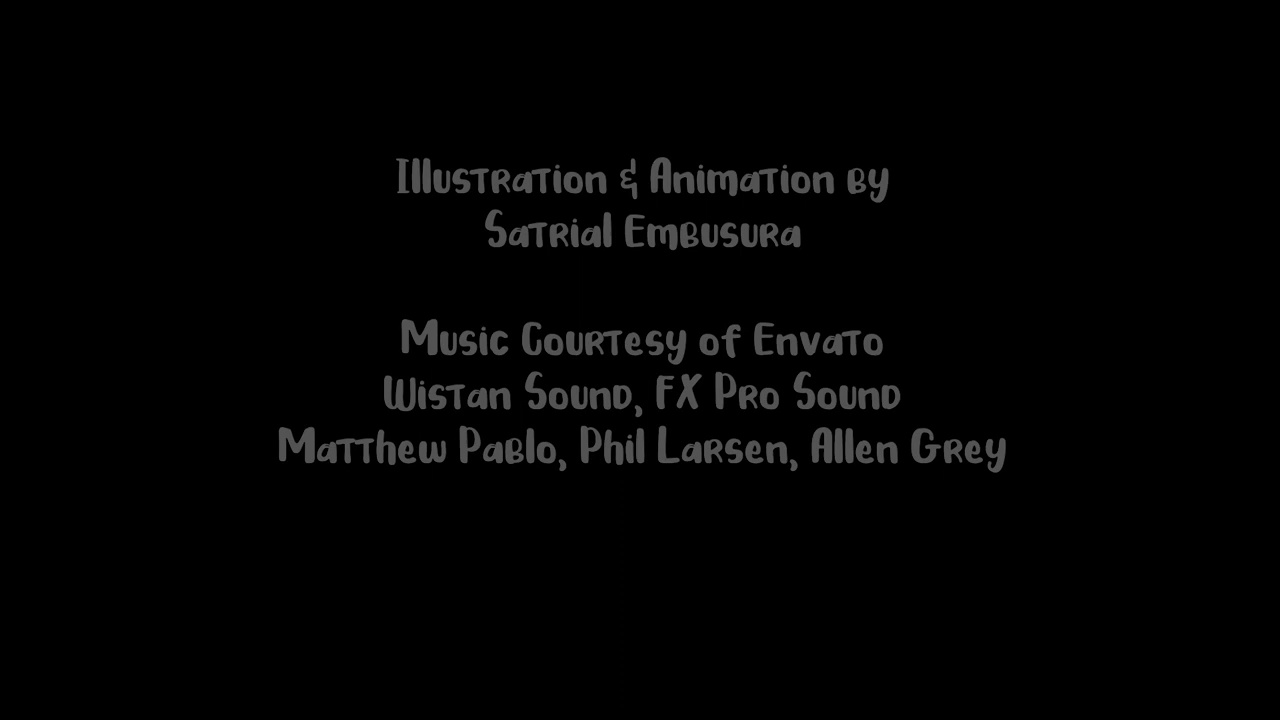 Illustration & Animation by
Satrial Embusura
Music Courtesy of Envato
Wistan Sound, FX Pro Sound
Matthew Pablo, Phil Larsen, Allen Grey